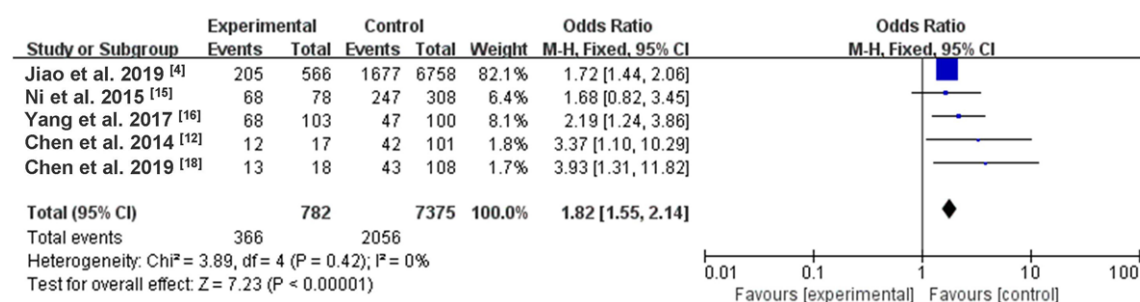 Experimental Control Odds Ratio Odds Ratio
Study or Subgroup Events Total Events Total Weight M-H, Fixed, 95% CI M-H, Fixed, 95% CI
Jiao et al. 2019 [4] 205 566 1677 6758 82.1% 1.72 [1.44, 2.06]
Ni et al. 2015 [15] 68 78 247 308 6.4% 1.68 [0.82, 3.45]
Yang et al. 2017 [16] 68 103 47 100 8.1% 2.19 [1.24, 3.86]
Chen et al. 2014 [12] 12 17 42 101 1.8% 3.37 [1.10, 10.29]
Chen et al. 2019 [18] 13 18 43 108 1.7% 3.93 [1.31, 11.82]
Total (95% CI) 782 7375 100.0% 1.82 [1.55, 2.14]
Total events 366 2056
Heterogeneity: Chi² = 3.89, df = 4 (P = 0.42); I² = 0%
Test for overall effect: Z = 7.23 (P < 0.00001)
0.01 0.1 1 10 100
Favours [experimental] Favours [control]